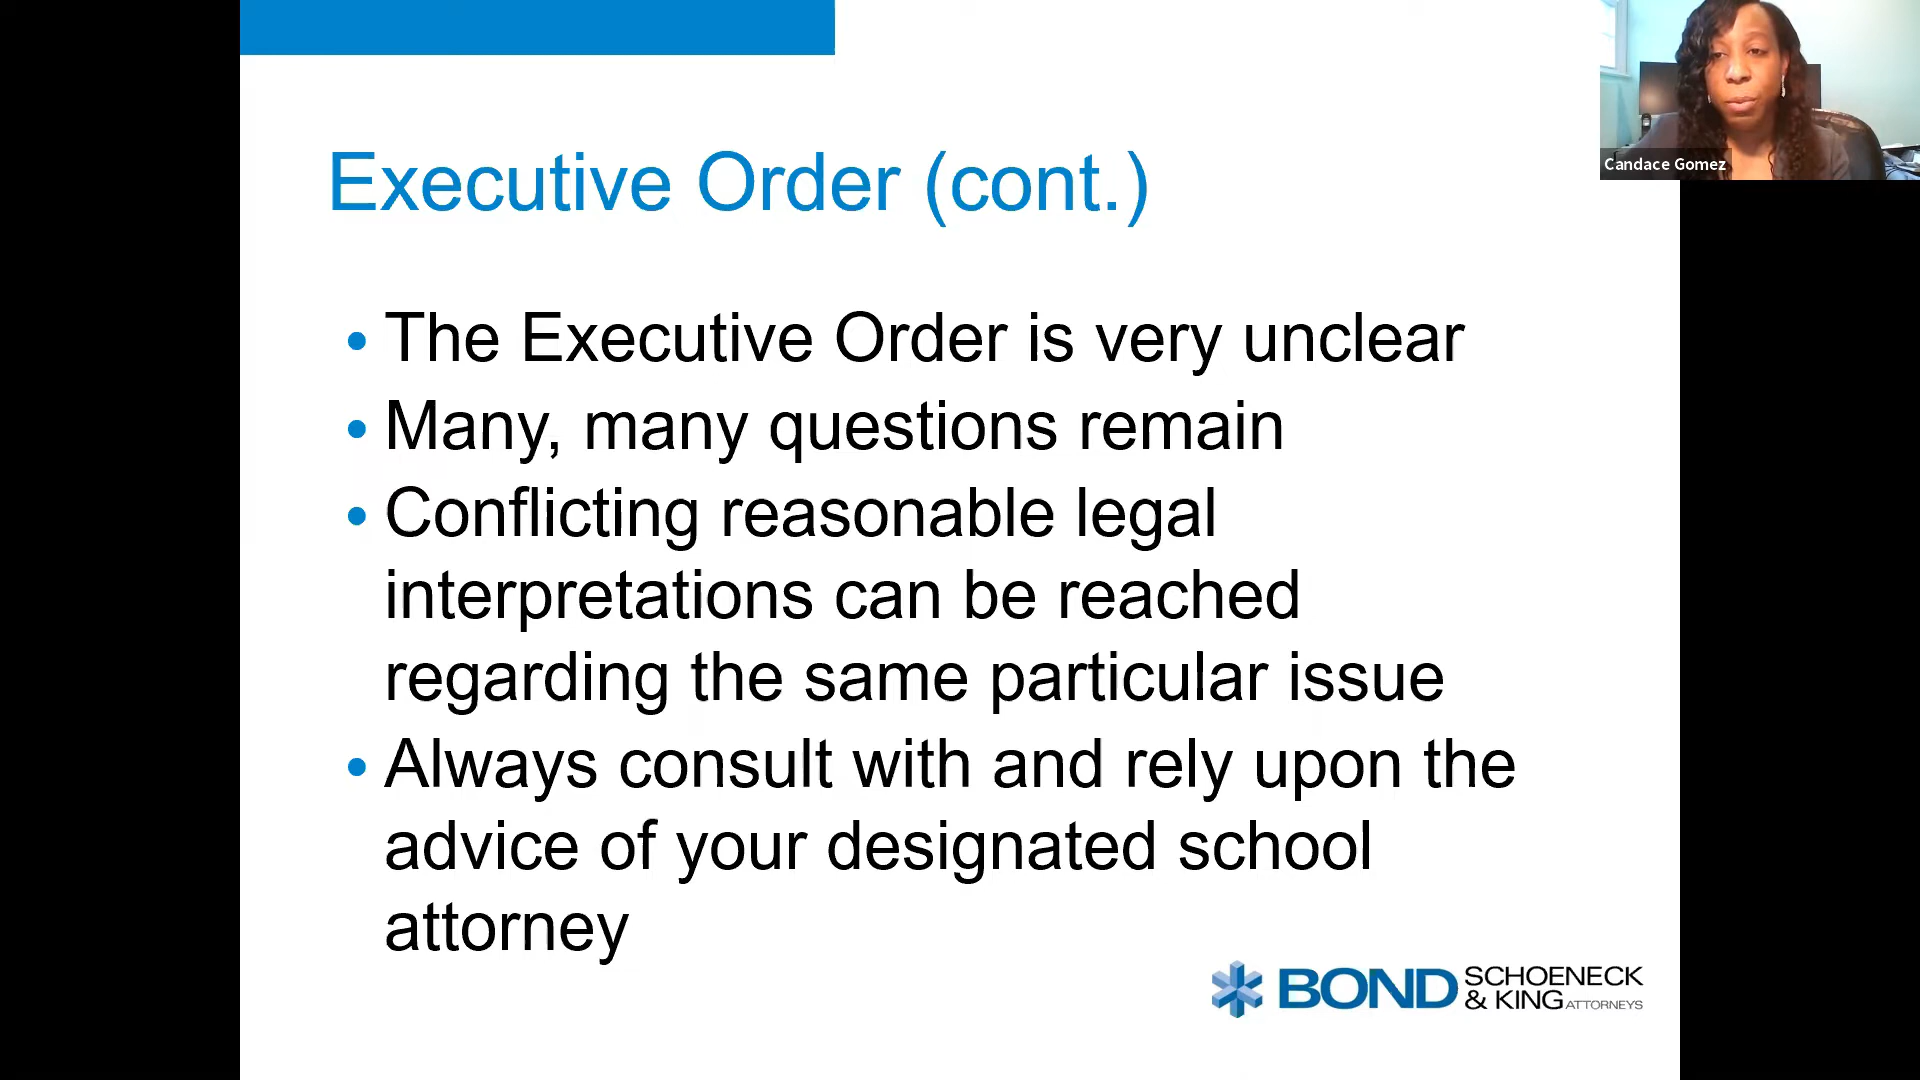 Candace Gomez
Executive Order (cont.)
• The Executive Order is very unclear
• Many, many questions remain
• Conflicting reasonable legal
interpretations can be reached
regarding the same particular issue
• Always consult with and rely upon the
advice of your designated school
attorney
BOND SCHOENECK
& KING ATTORNEYS